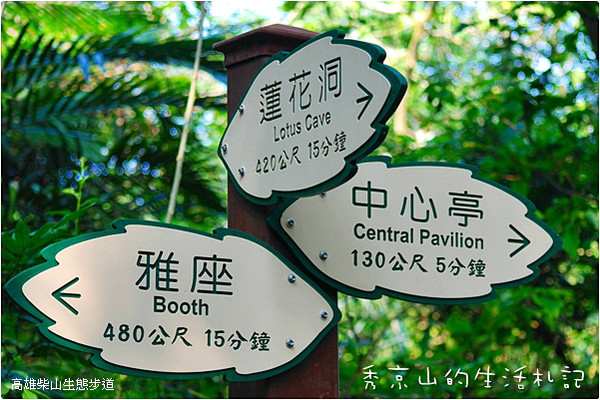 蓮花洞
Lotus Cave
420公尺 15分鐘
中心亭
Central Pavilion
130公尺 5分鐘
雅座
Booth
480公尺 15分鐘
高雄柴山生態步道
秀京山的生活札記